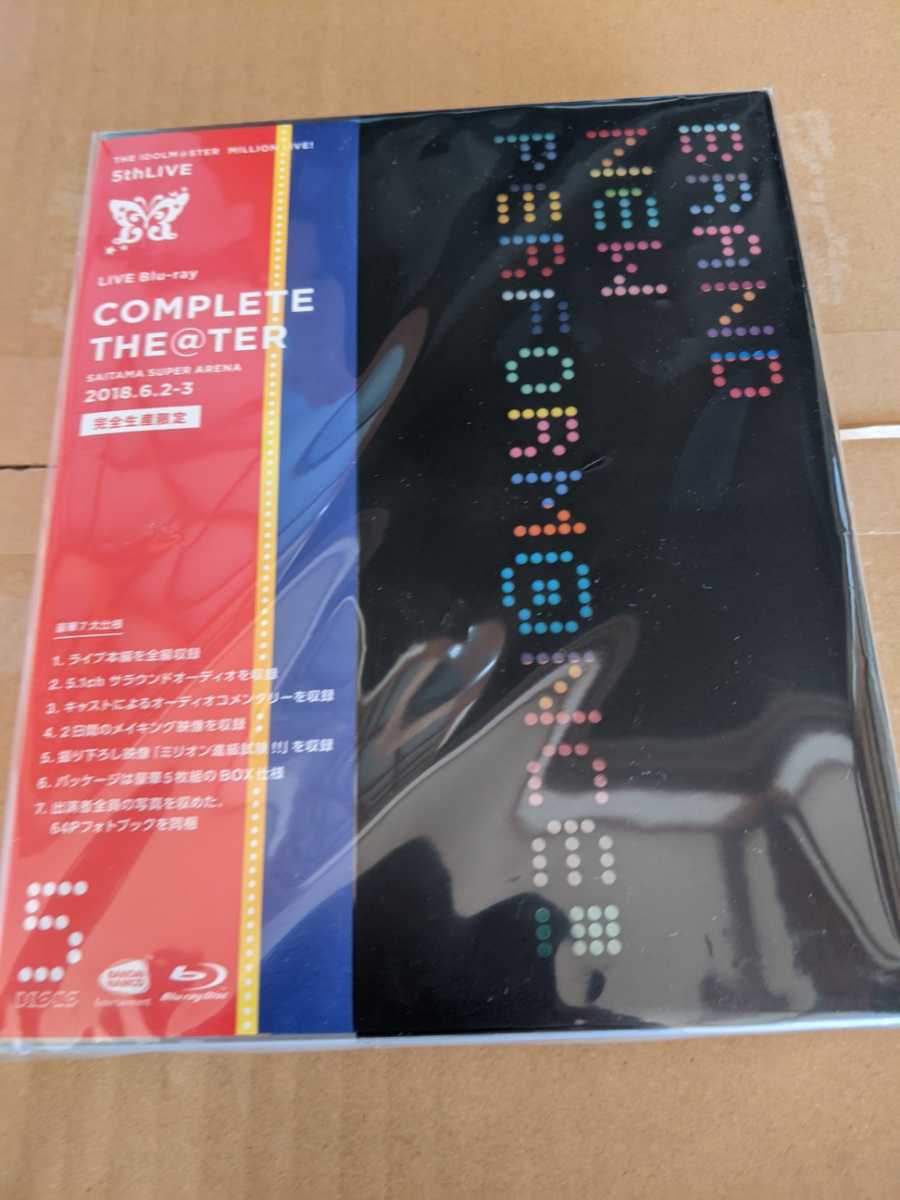 THE IDOLM@STER MILLION LIVE!
5thLIVE
LIVE Blu-ray
COMPLETE
THE@TER
SAITAMA SUPER ARENA
2018.6.2-3
完全生産限定
豪華7大仕様
1. ライブ本編を全編収録
2. 5.1ch サラウンドオーディオを収録
3. キャストによるオーディオコメンタリーを収録
4. 2日間のメイキング映像を収録
5. 撮り下ろし映像「ミリオン進級試験!!!」を収録
6. パッケージは豪華5枚組のBOX仕様
7. 出演者全員の写真を収めた、
64Pフォトブックを同梱
5
DISCS
BANDAI
NAMCO
Entertainment
Blu-ray Disc
BRAND
NEW
PERFORM@NCE!!!